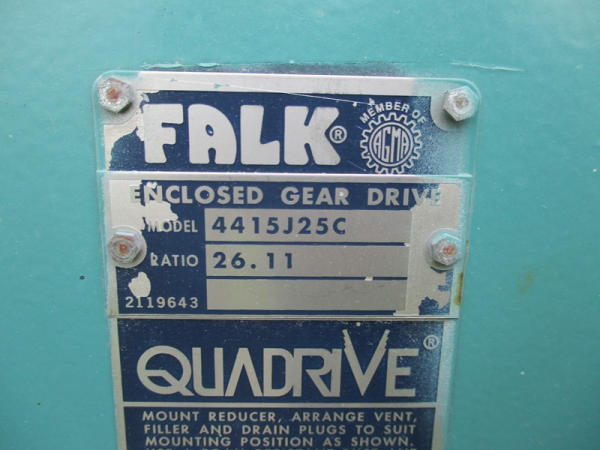 FALK®
MEMBER OF
AGMA
ENCLOSED GEAR DRIVE
MODEL 4415J25C
RATIO 26.11
2119643
QUADRIVE®
MOUNT REDUCER, ARRANGE VENT,
FILLER AND DRAIN PLUGS TO SUIT
MOUNTING POSITION AS SHOWN.